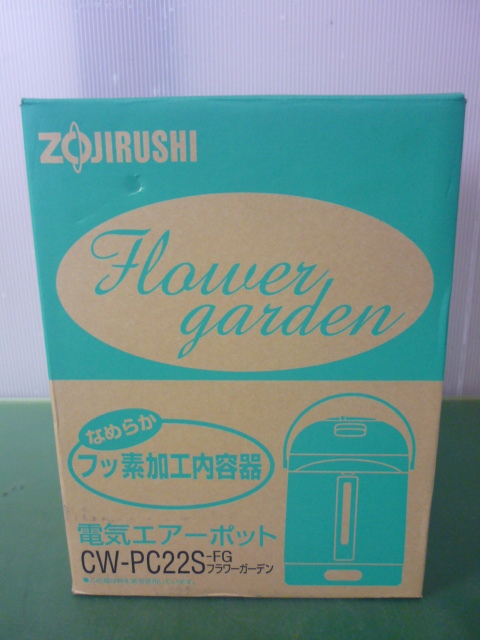 ZOJIRUSHI
Flower
garden
なめらか
フッ素加工内容器
電気エアーポット
CW-PC22S-FG
フラワーガーデン